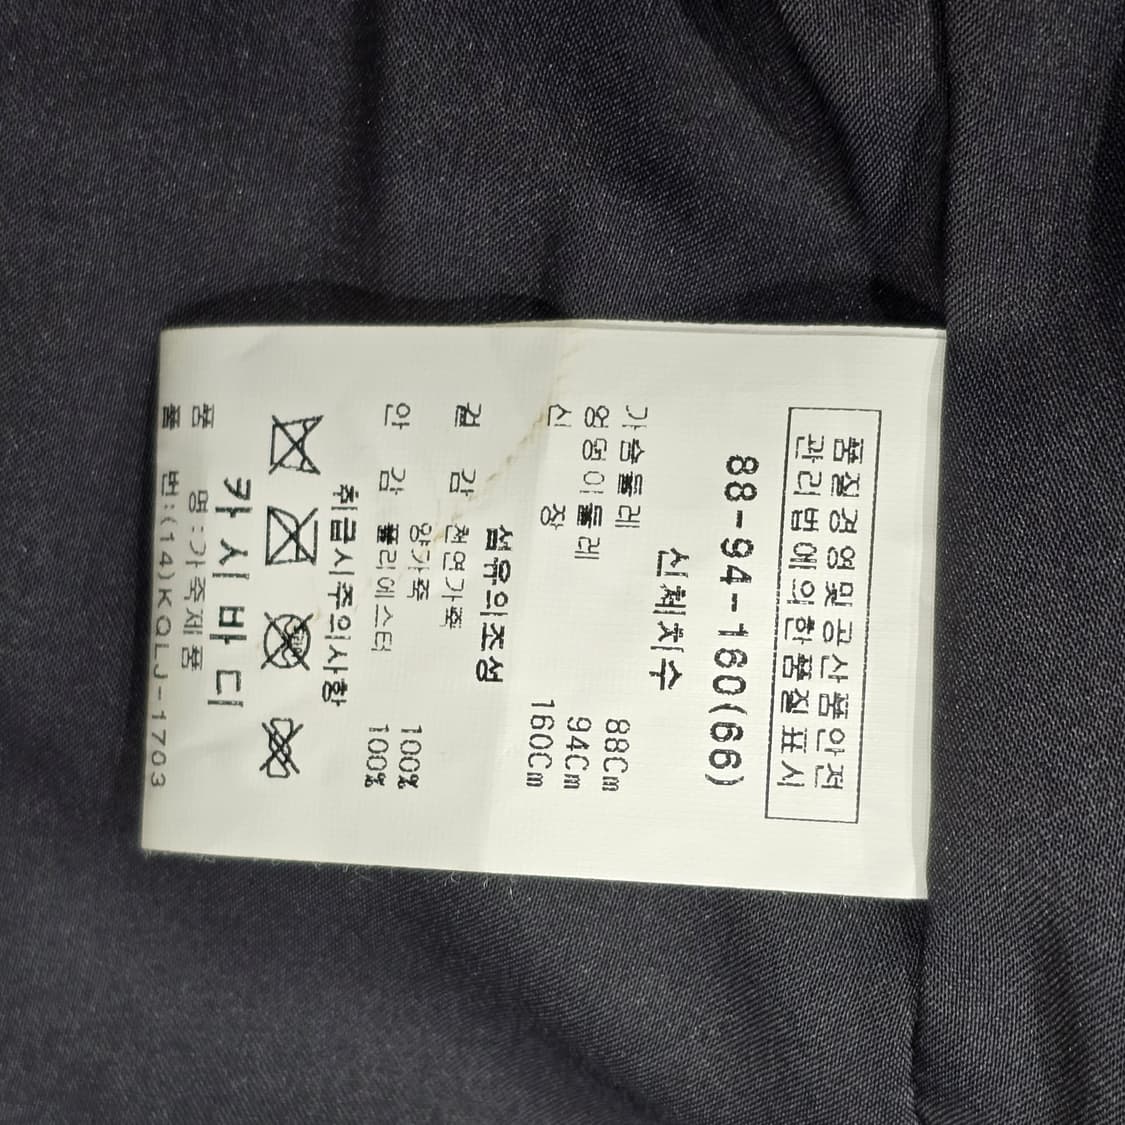 품질경영및공산품안전
관리법에의한품질표시
88-94-160(66)
신체치수
가슴둘레 88Cm
엉덩이둘레 94Cm
신 장 160Cm
섬유의조성
겉 감 천연가죽
양가죽 100%
안 감 폴리에스터 100%
취급시주의사항
카시바디
품 명:가죽제품
품 번:(14)KQLJ-1703